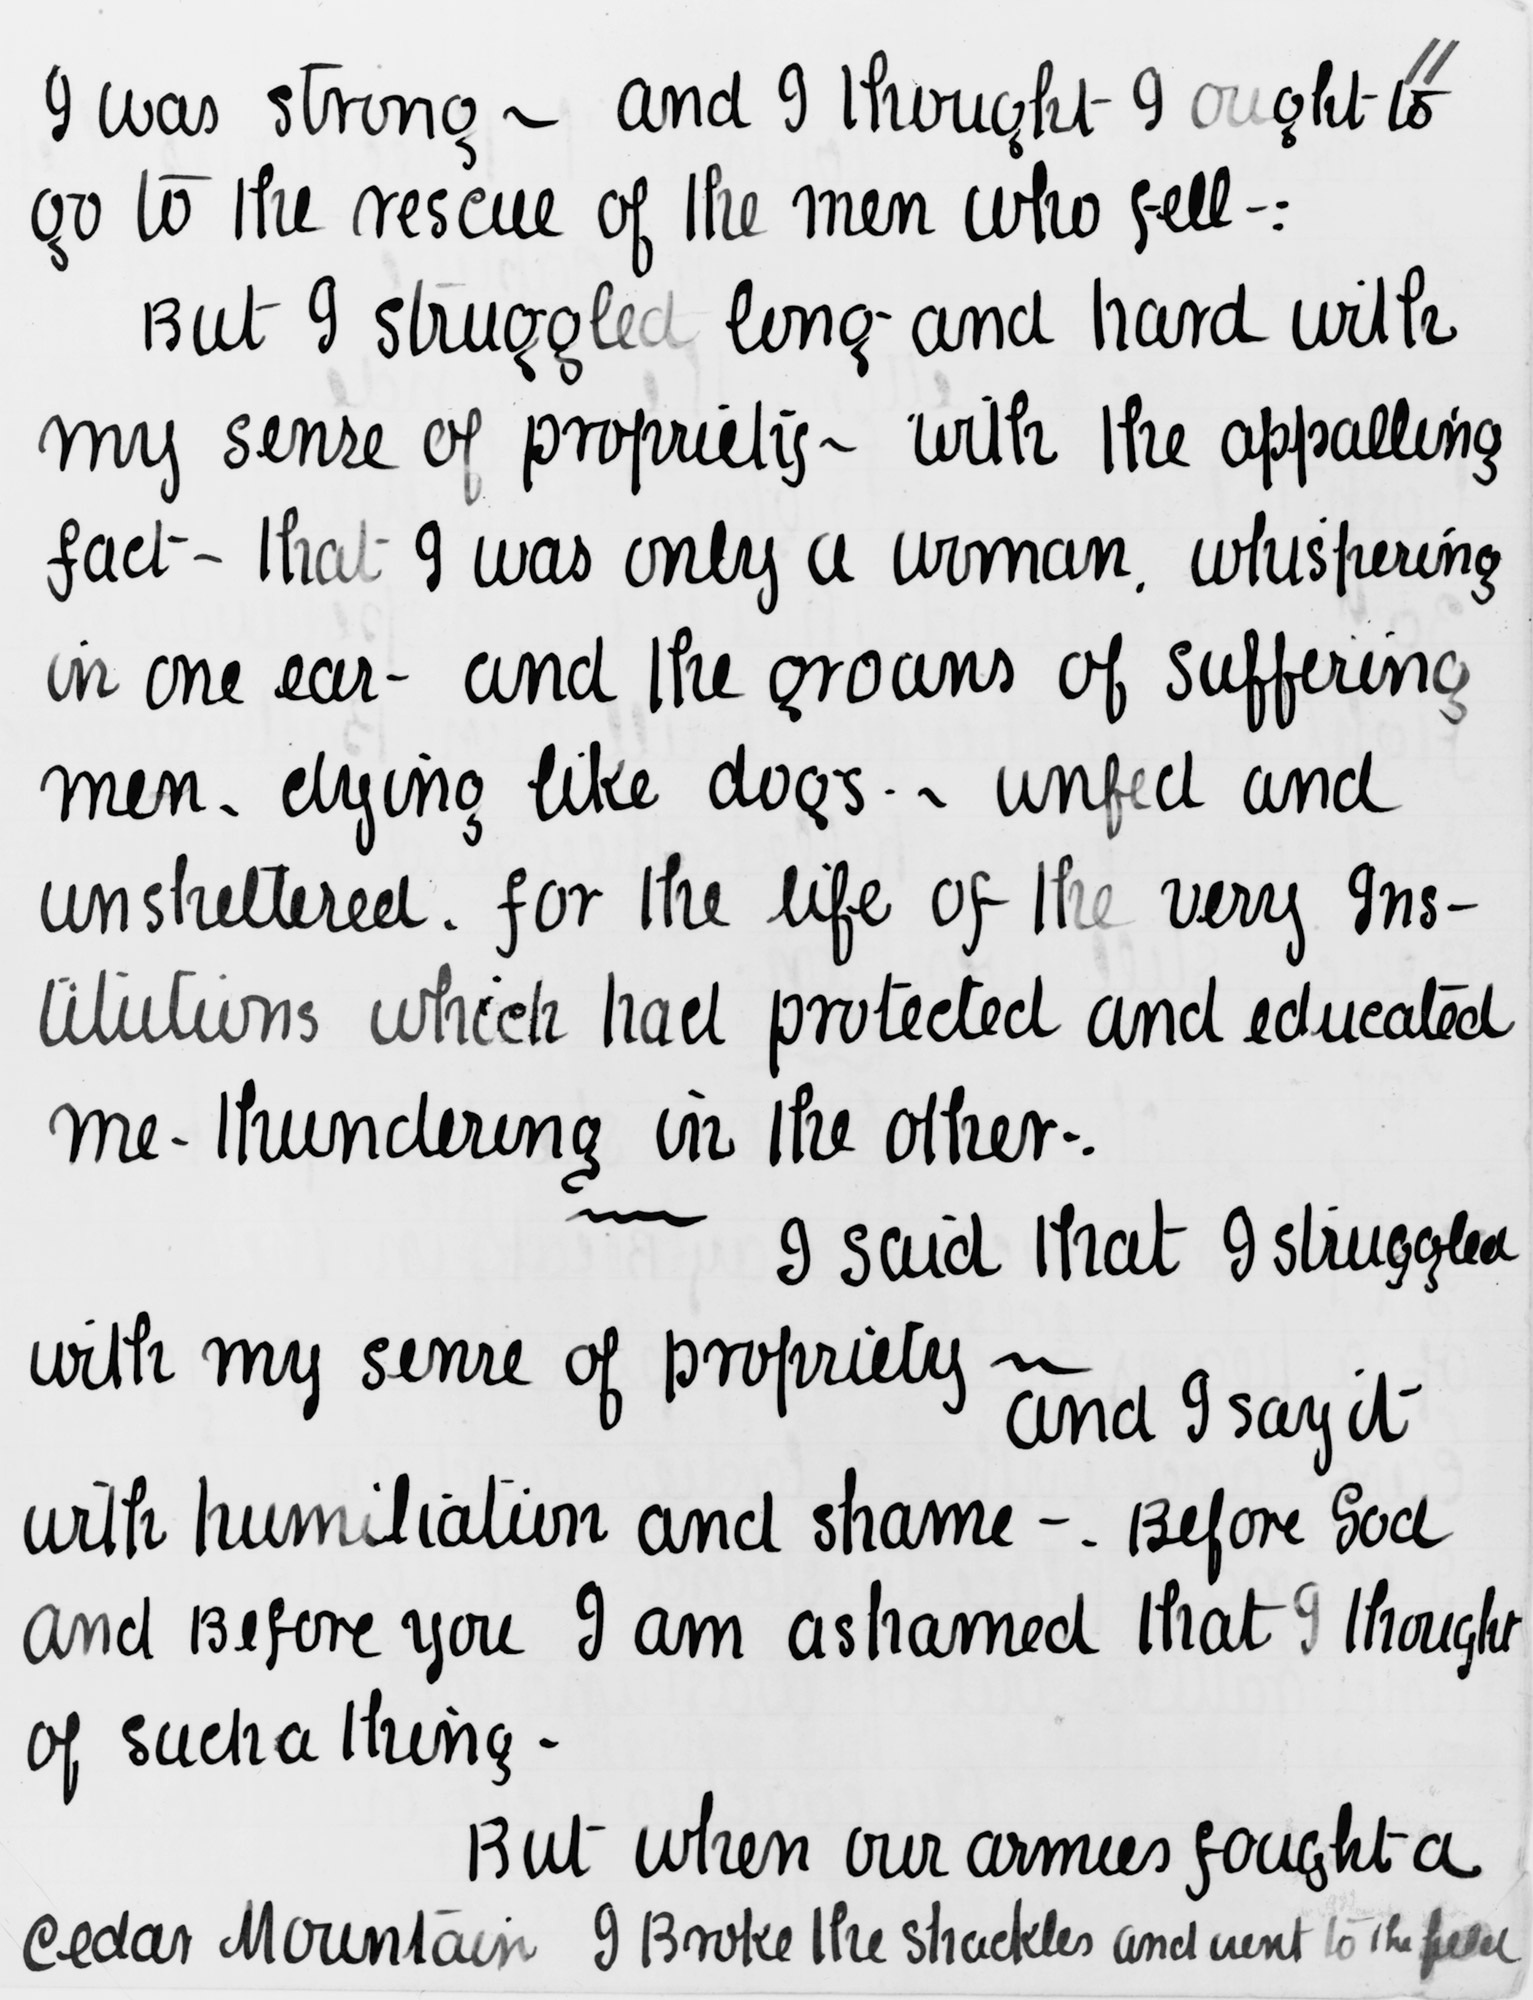 I was strong ~ and I thought I ought to
go to the rescue of the men who fell -:
But I struggled long- and hard with
my sense of propriety ~ with the appalling
fact - that I was only a woman. whispering
in one ear - and the groans of suffering
men. dying like dogs - ~ unfed and
unsheltered. for the life of the very Ins-
titutions which had protected and educated
me - thundering in the other -.
I said that I struggled
with my sense of propriety ~
and I say it
with humiliation and shame -. Before God
and Before you I am ashamed that I thought
of such a thing -
But when our armies fought a
Cedar Mountain I Broke the shackles and went to the field